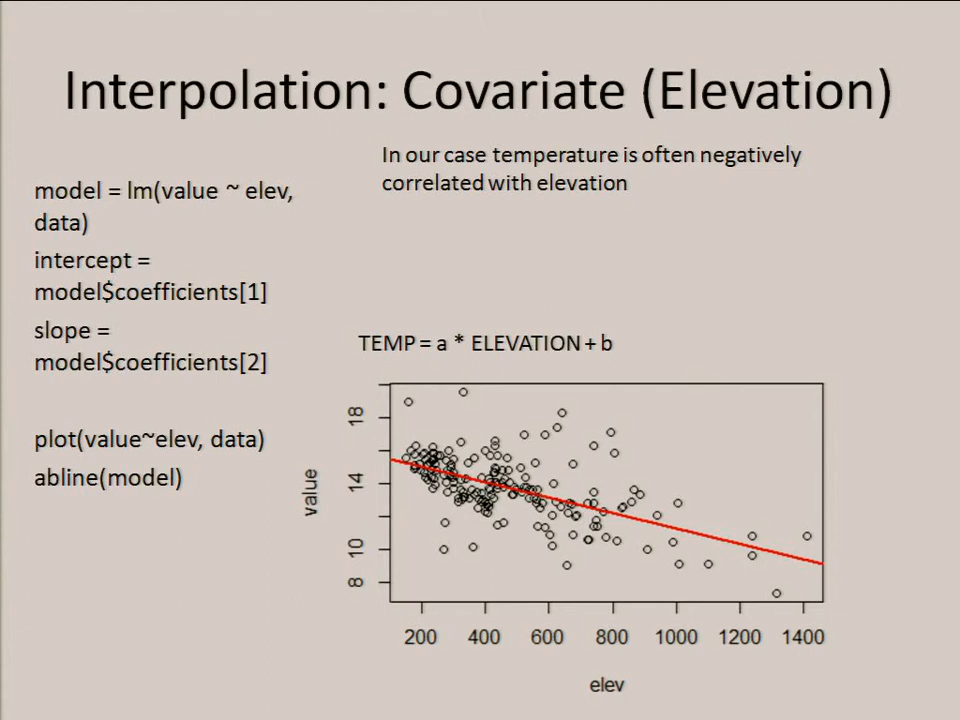 Interpolation: Covariate (Elevation)
In our case temperature is often negatively
correlated with elevation
model = lm(value ~ elev,
data)
intercept =
model$coefficients[1]
slope =
model$coefficients[2]
plot(value~elev, data)
abline(model)
TEMP = a * ELEVATION + b
18
14
10
8
value
200 400 600 800 1000 1200 1400
elev